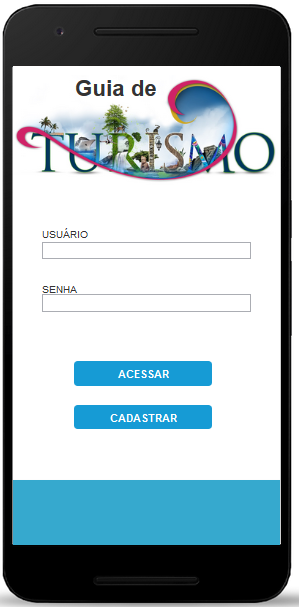 Guia de
TURISMO
USUÁRIO
SENHA
ACESSAR
CADASTRAR